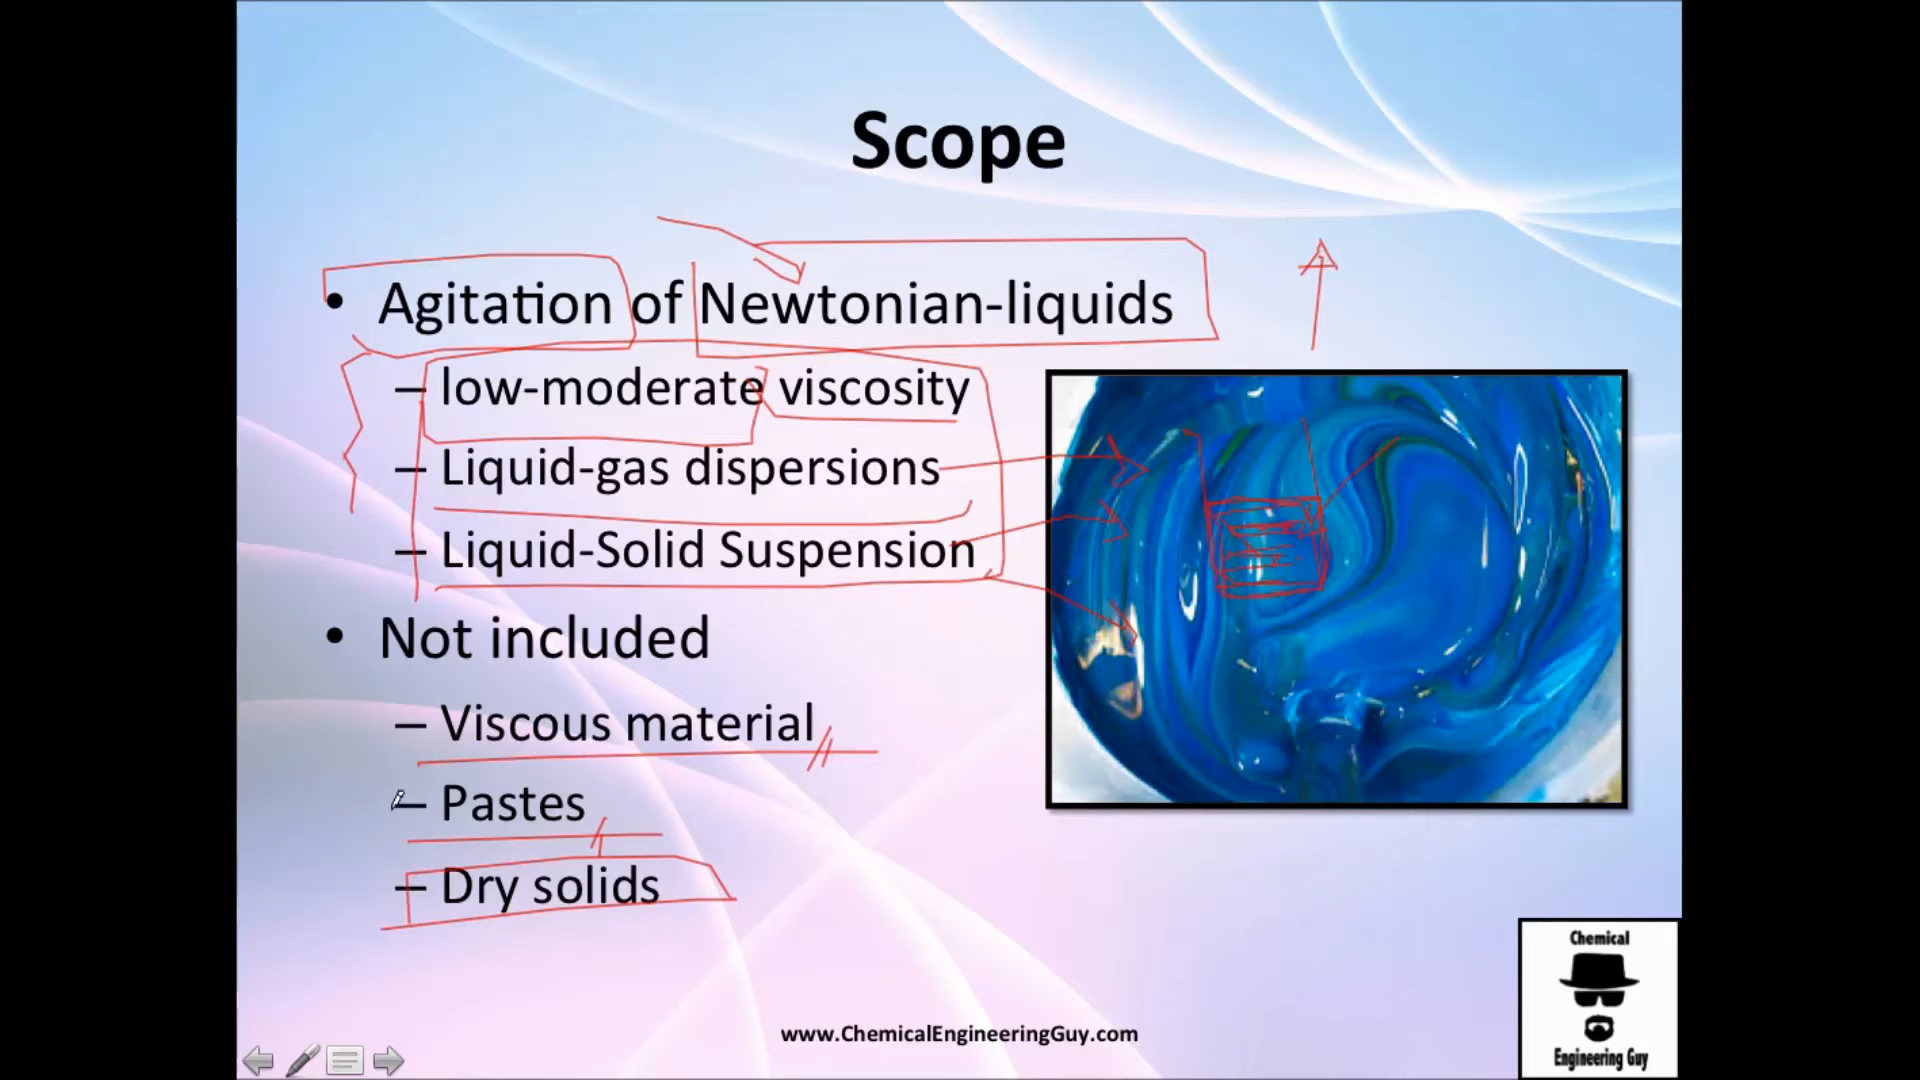 Scope
• Agitation of Newtonian-liquids
– low-moderate viscosity
– Liquid-gas dispersions
– Liquid-Solid Suspension
• Not included
– Viscous material
– Pastes
– Dry solids
www.ChemicalEngineeringGuy.com
Chemical
Engineering Guy